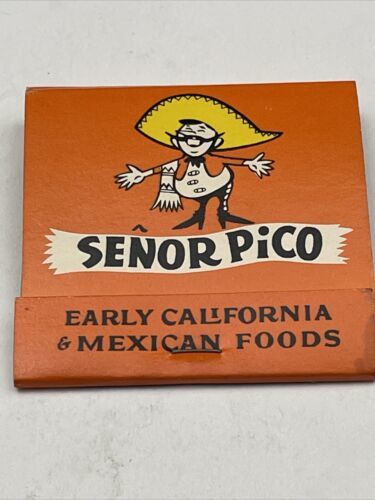 SEÑOR PiCO
EARLY CALIFORNIA
& MEXICAN FOODS